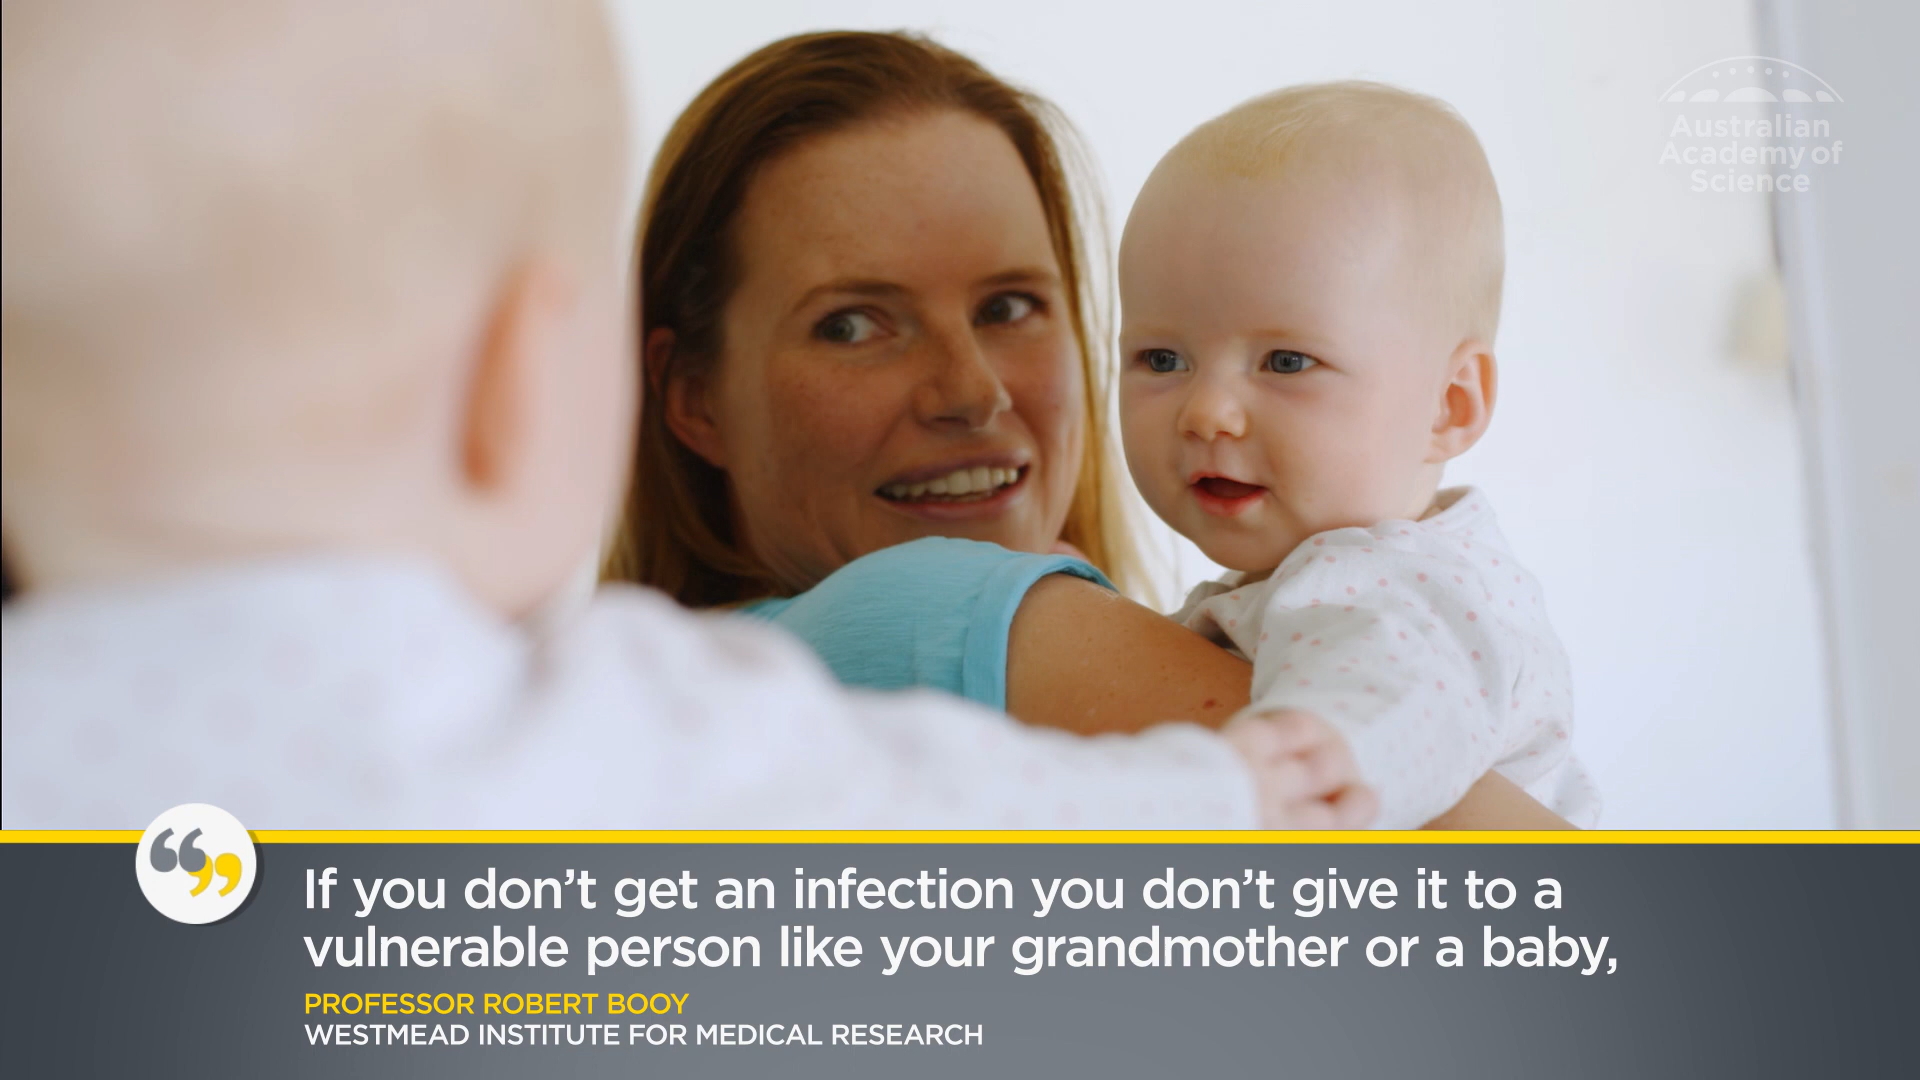 Australian
Academy of
Science
If you don’t get an infection you don’t give it to a
vulnerable person like your grandmother or a baby,
PROFESSOR ROBERT BOOY
WESTMEAD INSTITUTE FOR MEDICAL RESEARCH